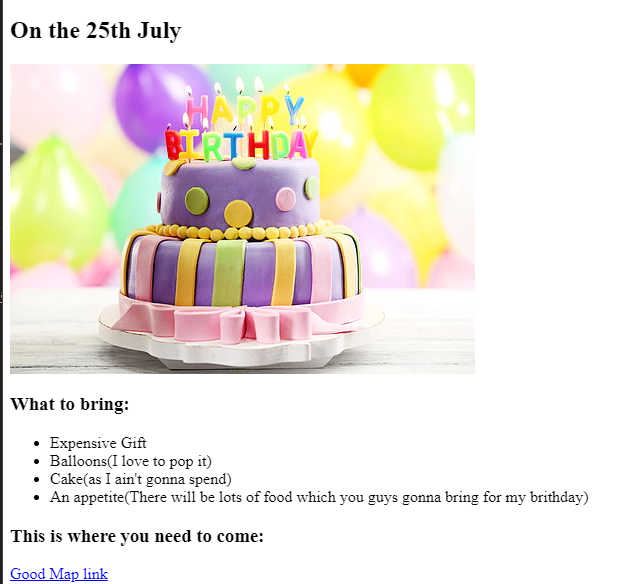 On the 25th July
HAPPY
BIRTHDAY
What to bring:
Expensive Gift
Balloons(I love to pop it)
Cake(as I ain't gonna spend)
An appetite(There will be lots of food which you guys gonna bring for my brithday)
This is where you need to come:
Good Map link